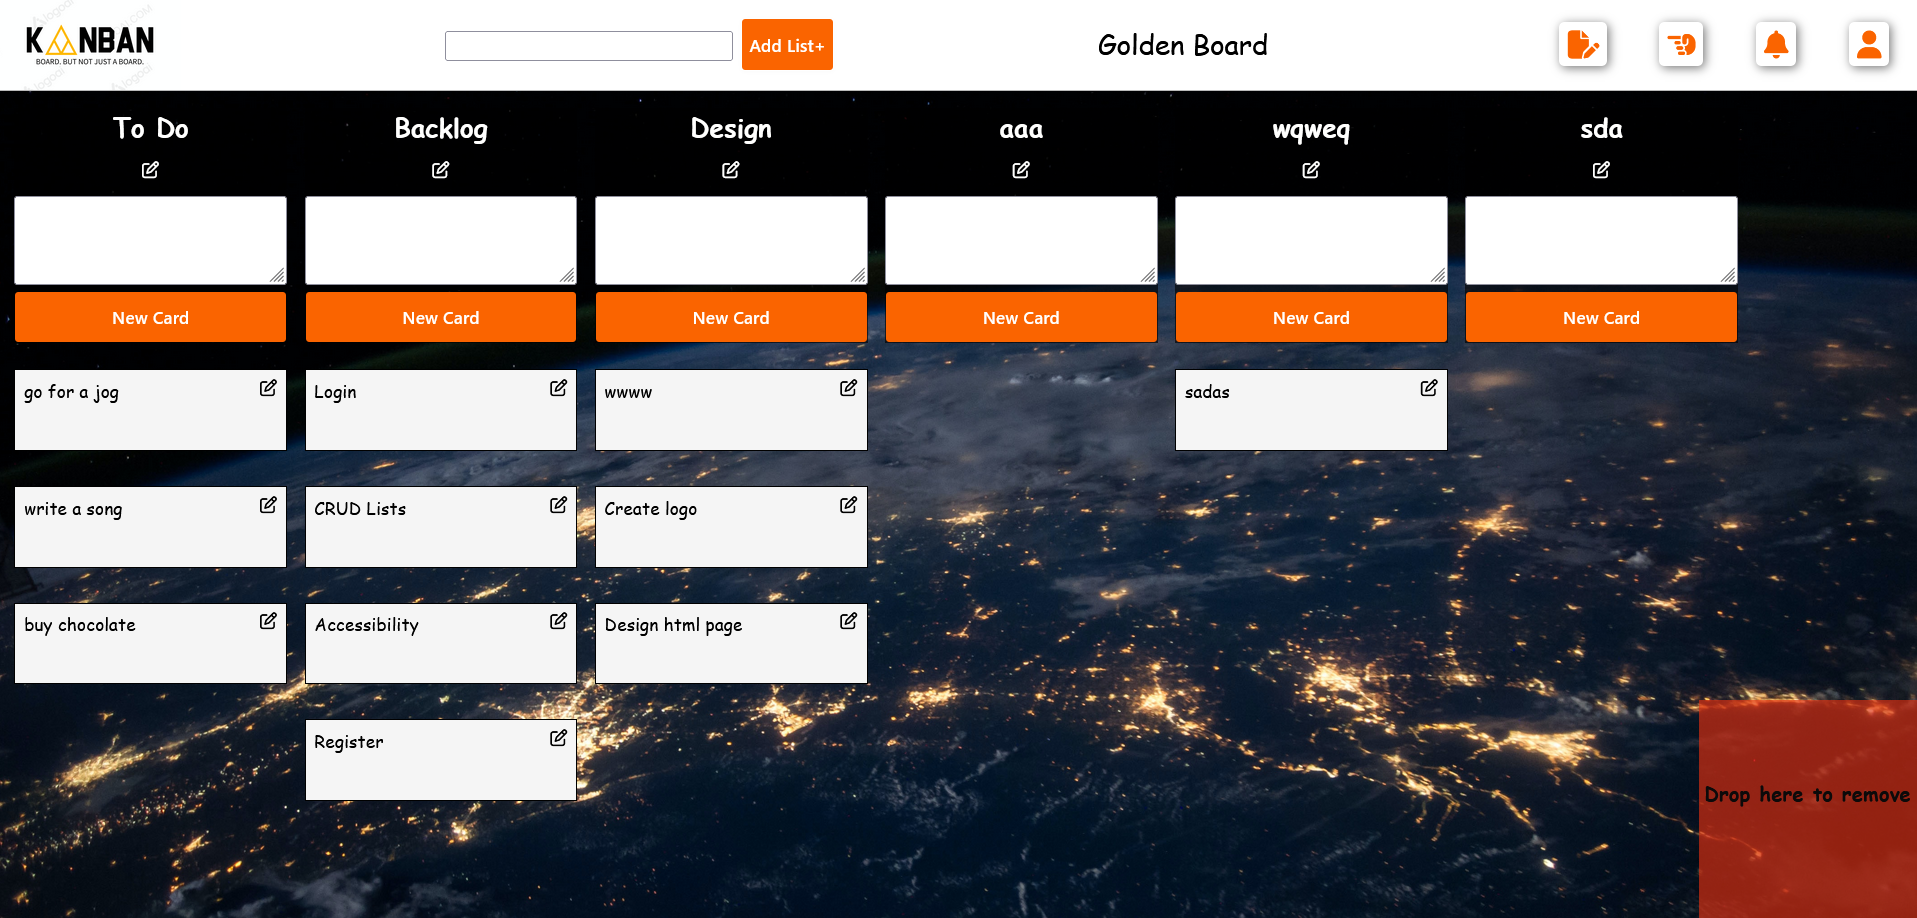 KANBAN
BOARD. BUT NOT JUST A BOARD.
Add List+
Golden Board
To Do
Backlog
Design
aaa
wqweq
sda
New Card
New Card
New Card
New Card
New Card
New Card
go for a jog
Login
wwww
sadas
write a song
CRUD Lists
Create logo
buy chocolate
Accessibility
Design html page
Register
Drop here to remove